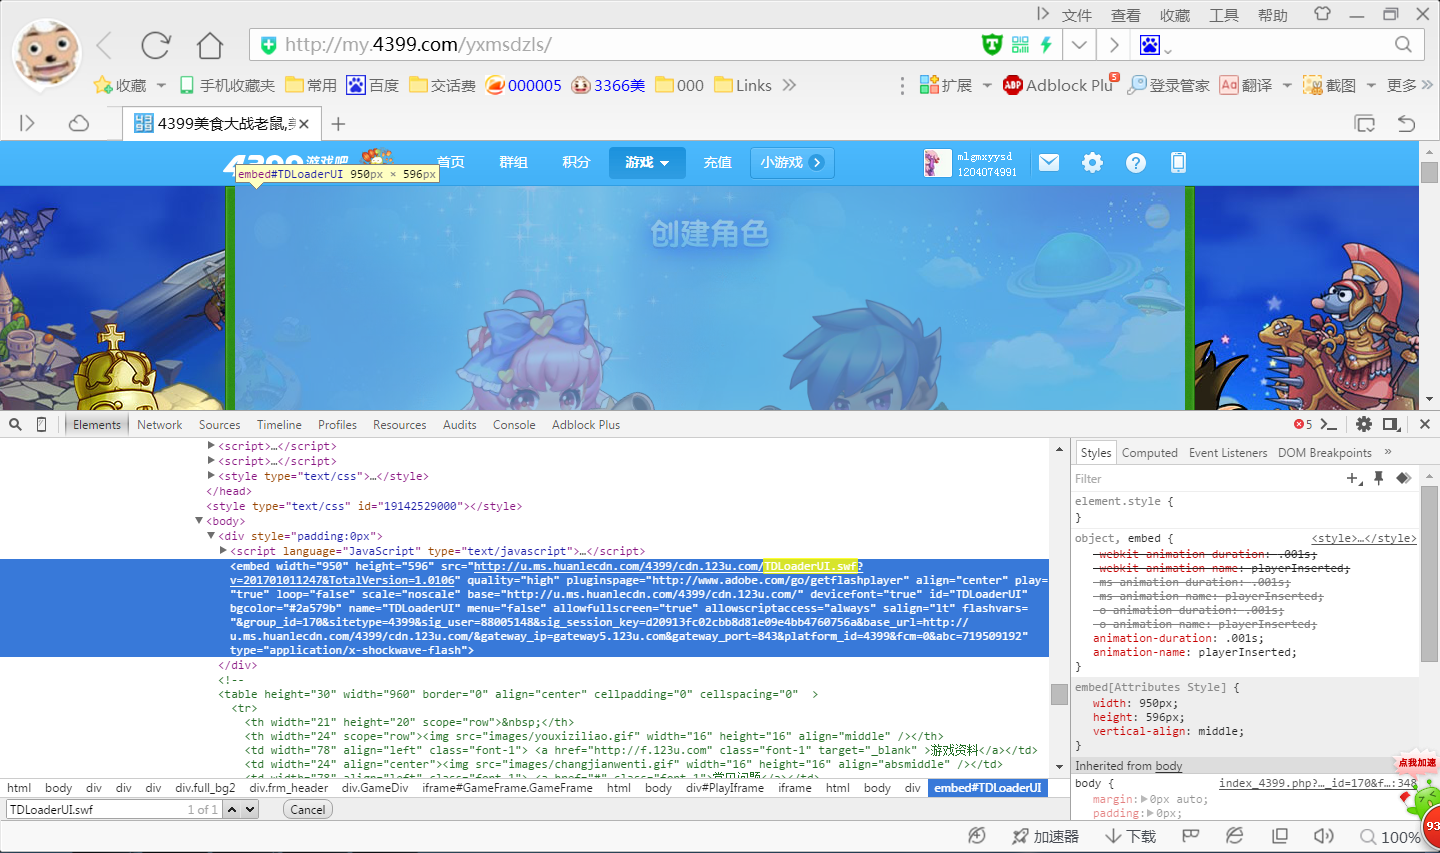 文件 查看 收藏 工具 帮助
http://my.4399.com/yxmsdzls/
收藏 手机收藏夹 常用 百度 交话费 000005 3366美 000 Links 扩展 Adblock Plu 5 登录管家 翻译 截图 更多
4399美食大战老鼠,美
首页 群组 积分 游戏 充值 小游戏 mlgmxyysd
1204074991
embed#TDLoaderUI 950px × 596px
创建角色
Elements Network Sources Timeline Profiles Resources Audits Console Adblock Plus 5
<script>…</script>
<script>…</script>
<style type="text/css">…</style>
</head>
<style type="text/css" id="19142529000"></style>
<body>
<div style="padding:0px">
<script language="JavaScript" type="text/javascript">…</script>
<embed width="950" height="596" src="http://u.ms.huanlecdn.com/4399/cdn.123u.com/TDLoaderUI.swf?
v=201701011247&TotalVersion=1.0106" quality="high" pluginspage="http://www.adobe.com/go/getflashplayer" align="center" play=
"true" loop="false" scale="noscale" base="http://u.ms.huanlecdn.com/4399/cdn.123u.com/" devicefont="true" id="TDLoaderUI"
bgcolor="#2a579b" name="TDLoaderUI" menu="false" allowfullscreen="true" allowscriptaccess="always" salign="lt" flashvars=
"&group_id=170&sitetype=4399&sig_user=88005148&sig_session_key=d20913fc02cbb8d81e09e4bb4760756a&base_url=http://
u.ms.huanlecdn.com/4399/cdn.123u.com/&gateway_ip=gateway5.123u.com&gateway_port=843&platform_id=4399&fcm=0&abc=719509192"
type="application/x-shockwave-flash">
</div>
<!--
<table height="30" width="960" border="0" align="center" cellpadding="0" cellspacing="0"  >
<tr>
<th width="21" height="20" scope="row">&nbsp;</th>
<th width="24" scope="row"><img src="images/youxiziliao.gif" width="16" height="16" align="middle" /></th>
<td width="78" align="left" class="font-1"> <a href="http://f.123u.com" class="font-1" target="_blank" >游戏资料</a></td>
<td width="24" align="center"><img src="images/changjianwenti.gif" width="16" height="16" align="absmiddle" /></td>
<td width="78" align="left" class="font-1"> <a href="#" class="font-1">常见问题</a></td>
Styles Computed Event Listeners DOM Breakpoints »
Filter
element.style {
}
object, embed { <style>…</style>
-webkit-animation-duration: .001s;
-webkit-animation-name: playerInserted;
-ms-animation-duration: .001s;
-ms-animation-name: playerInserted;
-o-animation-duration: .001s;
-o-animation-name: playerInserted;
animation-duration: .001s;
animation-name: playerInserted;
}
embed[Attributes Style] {
width: 950px;
height: 596px;
vertical-align: middle;
}
Inherited from body
body { index_4399.php?…_id=170&f…:348
margin: 0px auto;
padding: 0px;
点我加速
93
html body div div div div.full_bg2 div.frm_header div.GameDiv iframe#GameFrame.GameFrame html body div#PlayIframe iframe html body div embed#TDLoaderUI
TDLoaderUI.swf 1 of 1 Cancel
加速器 下载 100%